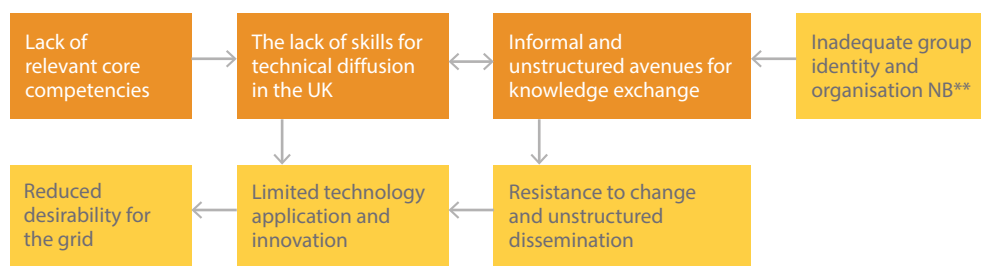 Lack of
relevant core
competencies
The lack of skills for
technical diffusion
in the UK
Informal and
unstructured avenues for
knowledge exchange
Inadequate group
identity and
organisation NB**
Reduced
desirability for
the grid
Limited technology
application and
innovation
Resistance to change
and unstructured
dissemination